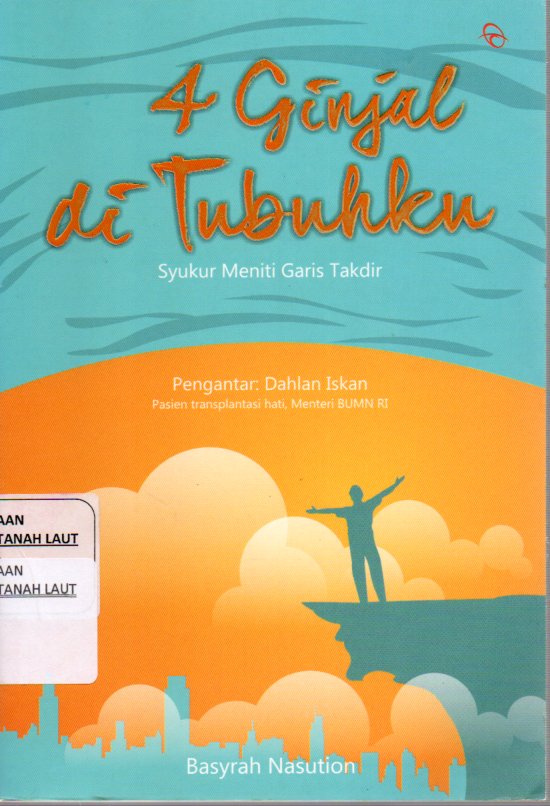 4 Ginjal
di Tubuhku
Syukur Meniti Garis Takdir
Pengantar: Dahlan Iskan
Pasien transplantasi hati, Menteri BUMN RI
AAN
TANAH LAUT
AAN
TANAH LAUT
Basyrah Nasution